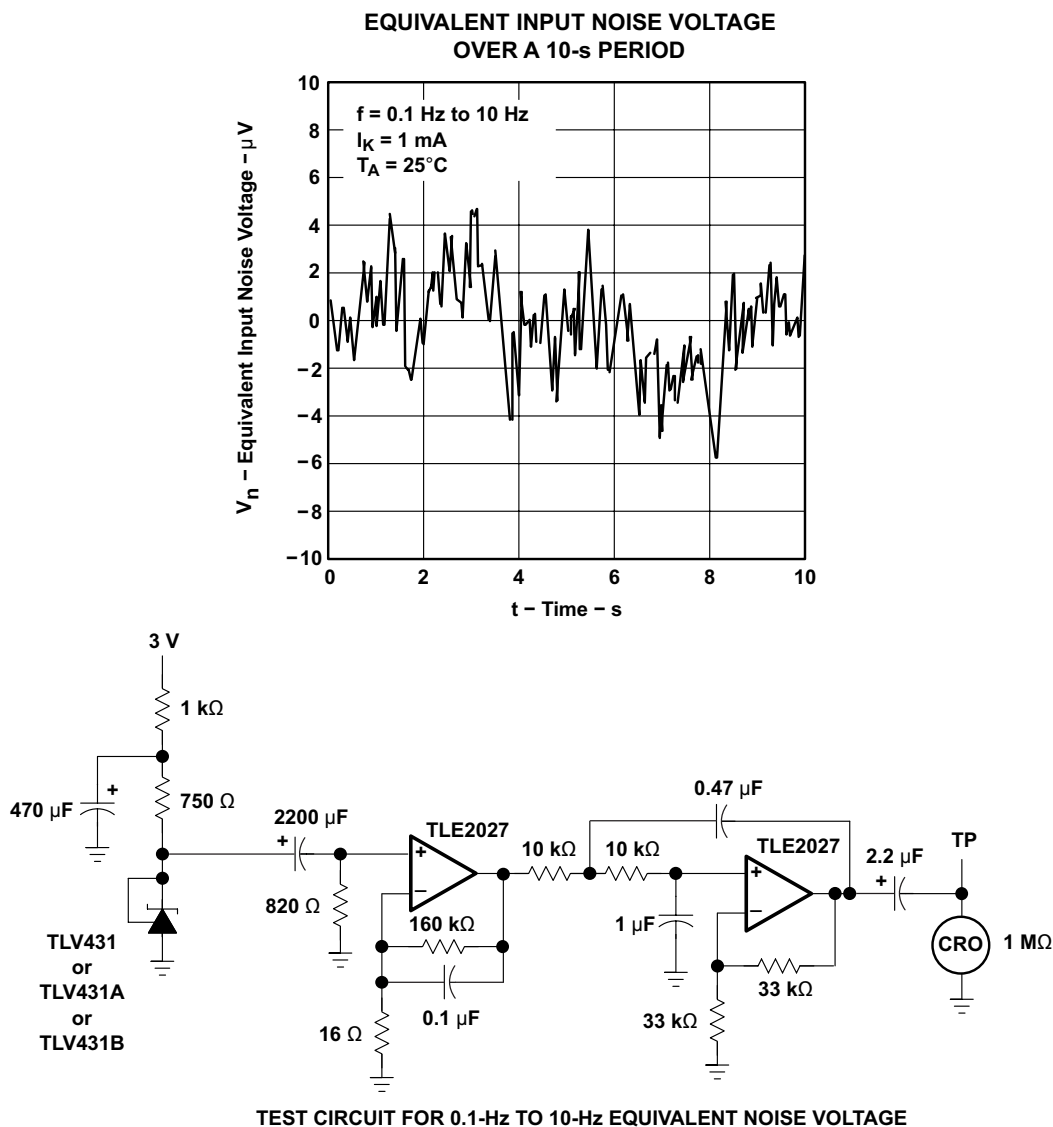 EQUIVALENT INPUT NOISE VOLTAGE
OVER A 10-s PERIOD
f = 0.1 Hz to 10 Hz
I_K = 1 mA
T_A = 25°C
V_n − Equivalent Input Noise Voltage − μV
10
8
6
4
2
0
−2
−4
−6
−8
−10
0 2 4 6 8 10
t − Time − s
3 V
1 kΩ
470 μF
+
750 Ω
2200 μF
+
820 Ω
TLE2027
+
−
160 kΩ
0.1 μF
16 Ω
10 kΩ
10 kΩ
0.47 μF
1 μF
TLE2027
+
−
33 kΩ
33 kΩ
2.2 μF
+
TP
CRO
1 MΩ
TLV431
or
TLV431A
or
TLV431B
TEST CIRCUIT FOR 0.1-Hz TO 10-Hz EQUIVALENT NOISE VOLTAGE